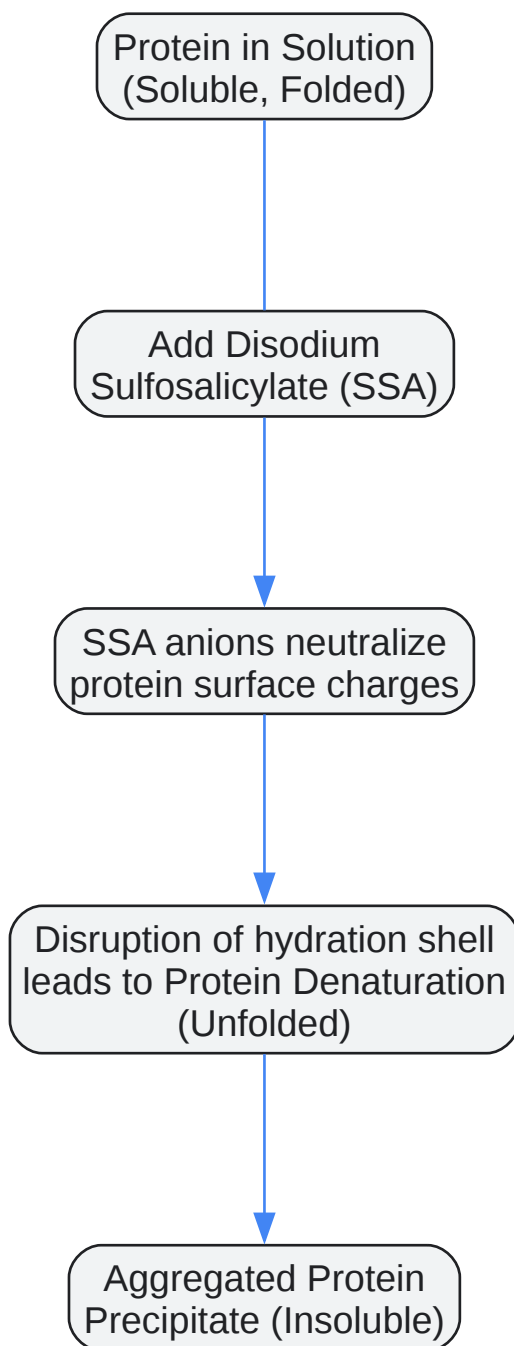 Protein in Solution
(Soluble, Folded)
Add Disodium
Sulfosalicylate (SSA)
SSA anions neutralize
protein surface charges
Disruption of hydration shell
leads to Protein Denaturation
(Unfolded)
Aggregated Protein
Precipitate (Insoluble)